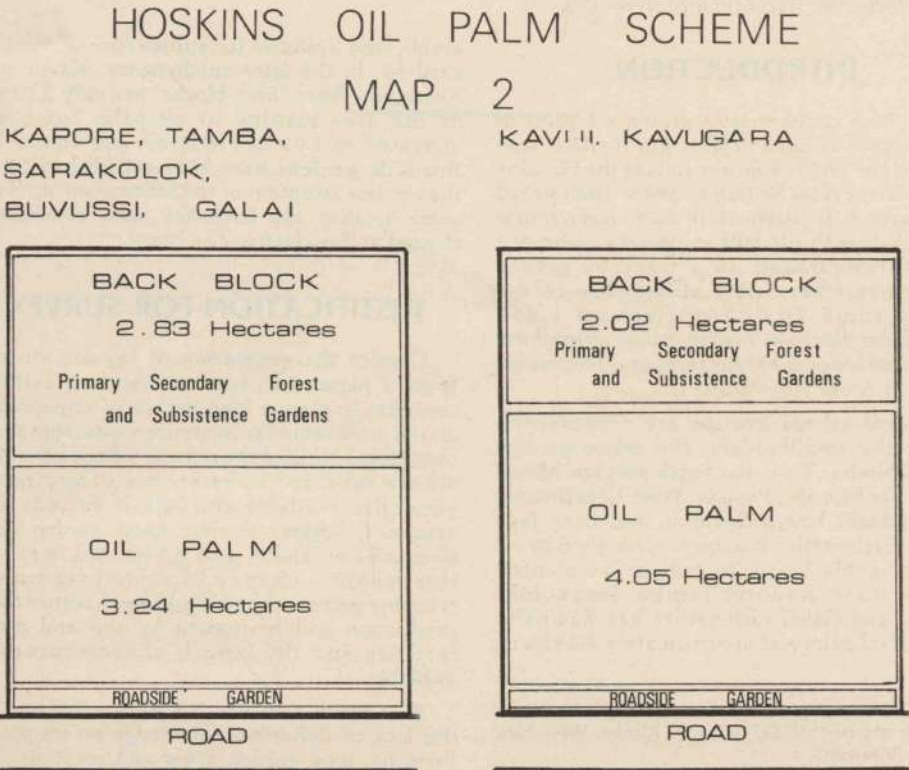 HOSKINS OIL PALM SCHEME
MAP 2
KAPORE, TAMBA,
SARAKOLOK,
BUVUSSI, GALAI
BACK BLOCK
2.83 Hectares
Primary Secondary Forest
and Subsistence Gardens
OIL PALM
3.24 Hectares
ROADSIDE GARDEN
ROAD
KAVUGARA
BACK BLOCK
2.02 Hectares
Primary Secondary Forest
and Subsistence Gardens
OIL PALM
4.05 Hectares
ROADSIDE GARDEN
ROAD